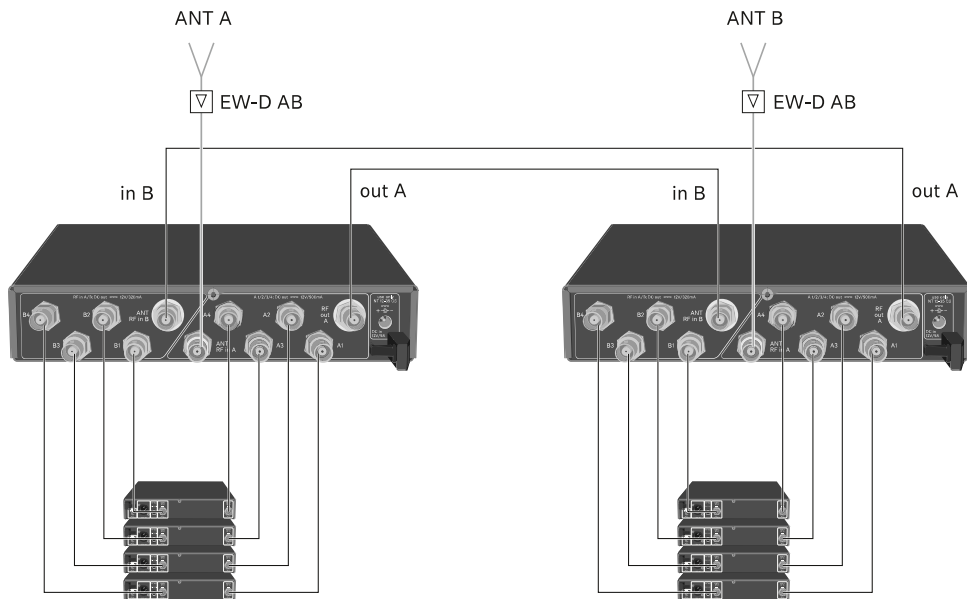 ANT A
ANT B
EW-D AB
EW-D AB
in B
out A
in B
out A
B4
B2
ANT
RF in B
A4
A2
RF
out
A
B3
B1
ANT
RF in A
A3
A1
B4
B2
ANT
RF in B
A4
A2
RF
out
A
B3
B1
ANT
RF in A
A3
A1